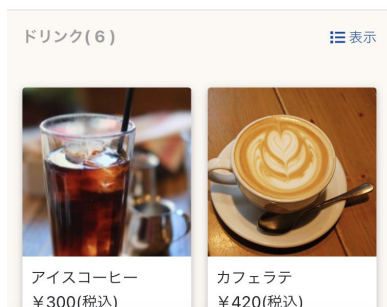 ドリンク(6)
表示
アイスコーヒー
カフェラテ
¥300(税込)
¥420(税込)